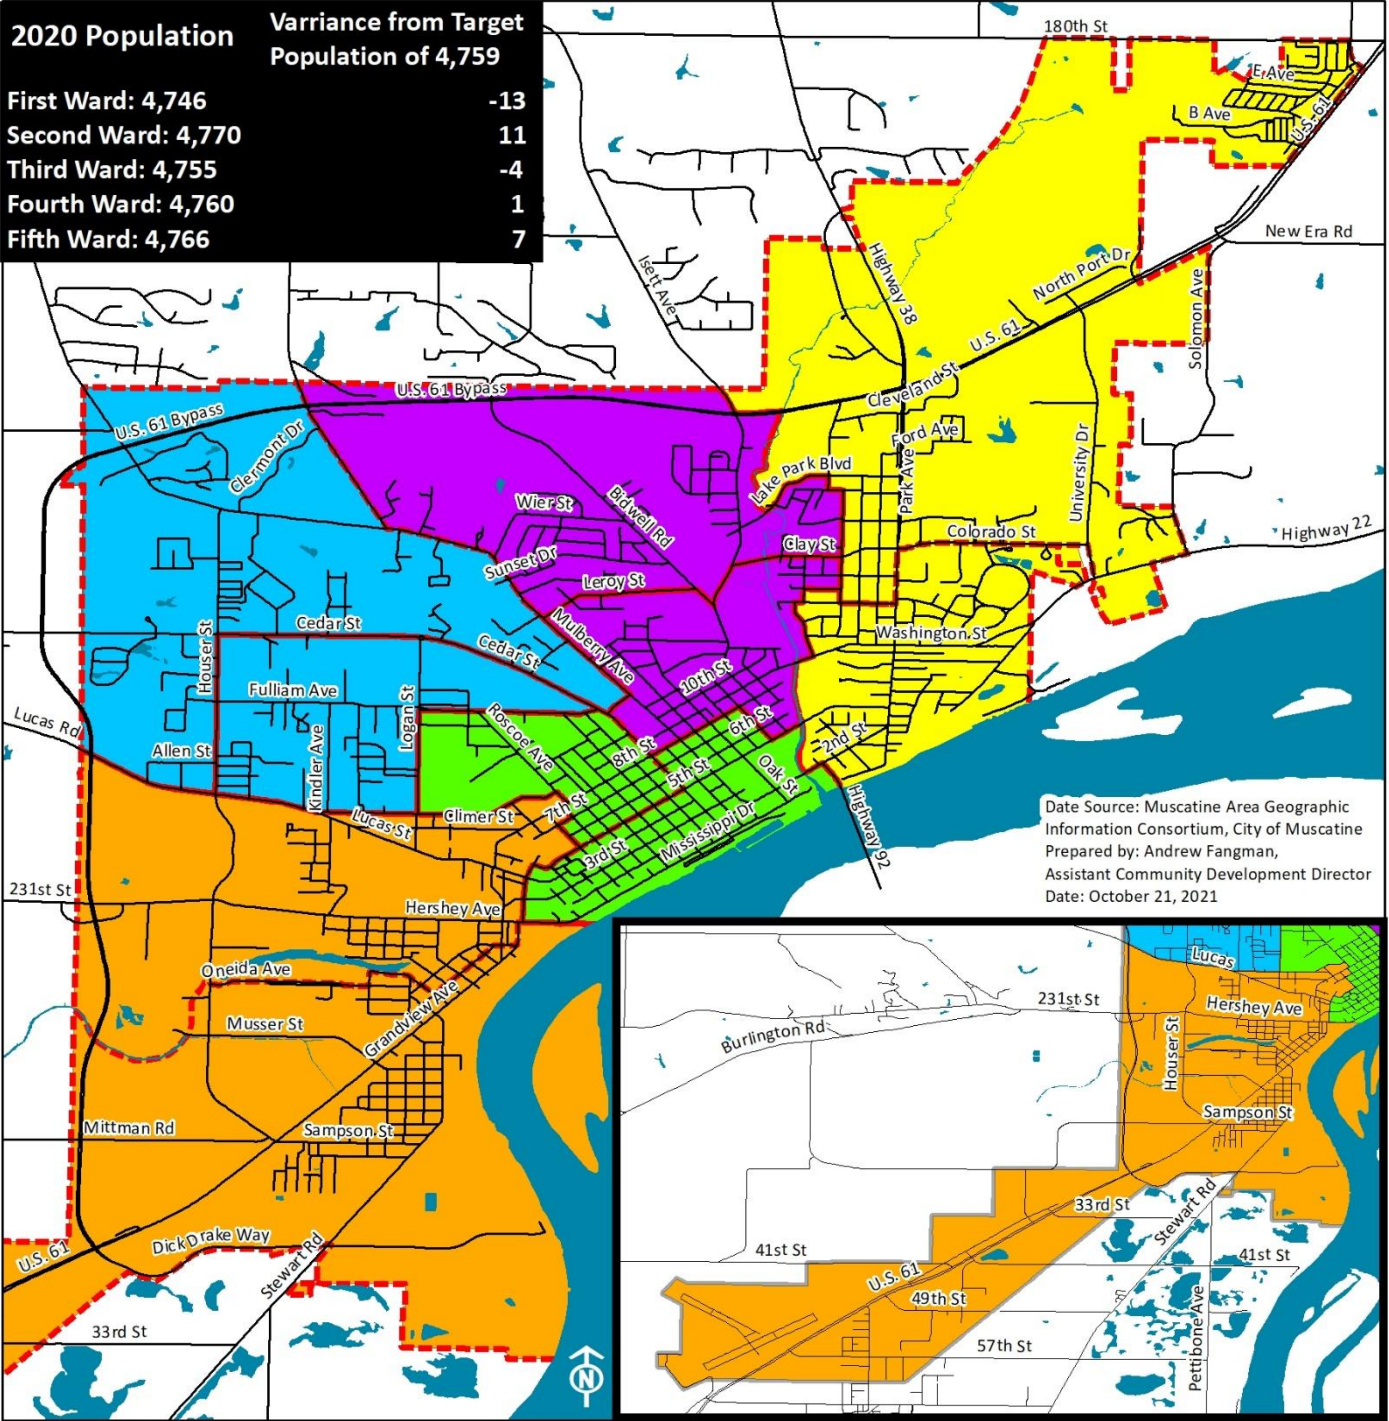 2020 Population
Varriance from Target
Population of 4,759
First Ward: 4,746 -13
Second Ward: 4,770 11
Third Ward: 4,755 -4
Fourth Ward: 4,760 1
Fifth Ward: 4,766 7
180th St
E Ave
B Ave
U.S. 61
New Era Rd
Isett Ave
Highway 38
North Port Dr
Solomon Ave
U.S. 61
Cleveland St
U.S. 61 Bypass
U.S. 61 Bypass
Clermont Dr
Ford Ave
Park Ave
University Dr
Lake Park Blvd
Wier St
Bidwell Rd
Colorado St
Highway 22
Clay St
Sunset Dr
Leroy St
Mulberry Ave
Cedar St
Cedar St
Washington St
Houser St
10th St
Fulliam Ave
Logan St
Roscoe Ave
6th St
2nd St
Lucas Rd
Allen St
Kindler Ave
8th St
5th St
Oak St
7th St
Climer St
Lucas St
Mississippi Dr
3rd St
Highway 92
Date Source: Muscatine Area Geographic
Information Consortium, City of Muscatine
Prepared by: Andrew Fangman,
Assistant Community Development Director
Date: October 21, 2021
231st St
Hershey Ave
Oneida Ave
Musser St
Grandview Ave
Mittman Rd
Sampson St
Dick Drake Way
U.S. 61
Stewart Rd
33rd St
N
Lucas
231st St
Hershey Ave
Burlington Rd
Houser St
Sampson St
33rd St
Stewart Rd
41st St
41st St
U.S. 61
49th St
57th St
Pettibone Ave